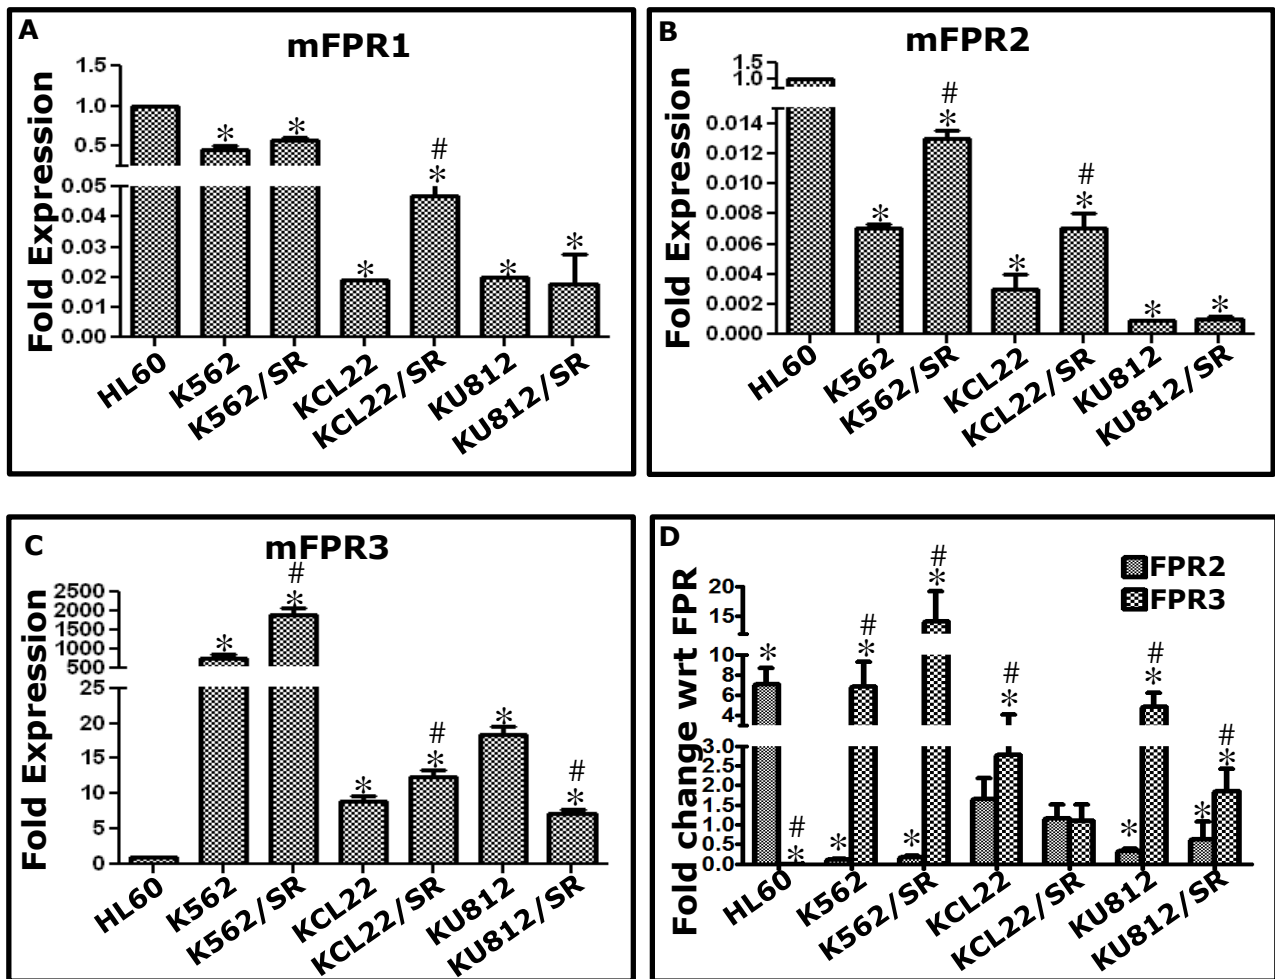 A
mFPR1
Fold Expression
1.5
1.0
0.5
0.05
0.04
0.03
0.02
0.01
0.00
* * * # * * *
HL60
K562
K562/SR
KCL22
KCL22/SR
KU812
KU812/SR
B
mFPR2
Fold Expression
1.5
1.0
0.014
0.012
0.010
0.008
0.006
0.004
0.002
0.000
* # * * # * * *
HL60
K562
K562/SR
KCL22
KCL22/SR
KU812
KU812/SR
C
mFPR3
Fold Expression
2500
2000
1500
1000
500
25
20
15
10
5
0
* # * * # * * # *
HL60
K562
K562/SR
KCL22
KCL22/SR
KU812
KU812/SR
D
FPR2
FPR3
Fold change wrt FPR
20
15
10
8
6
4
3.0
2.5
2.0
1.5
1.0
0.5
0.0
* # * * # * * # * # * * # * * # *
HL60
K562
K562/SR
KCL22
KCL22/SR
KU812
KU812/SR